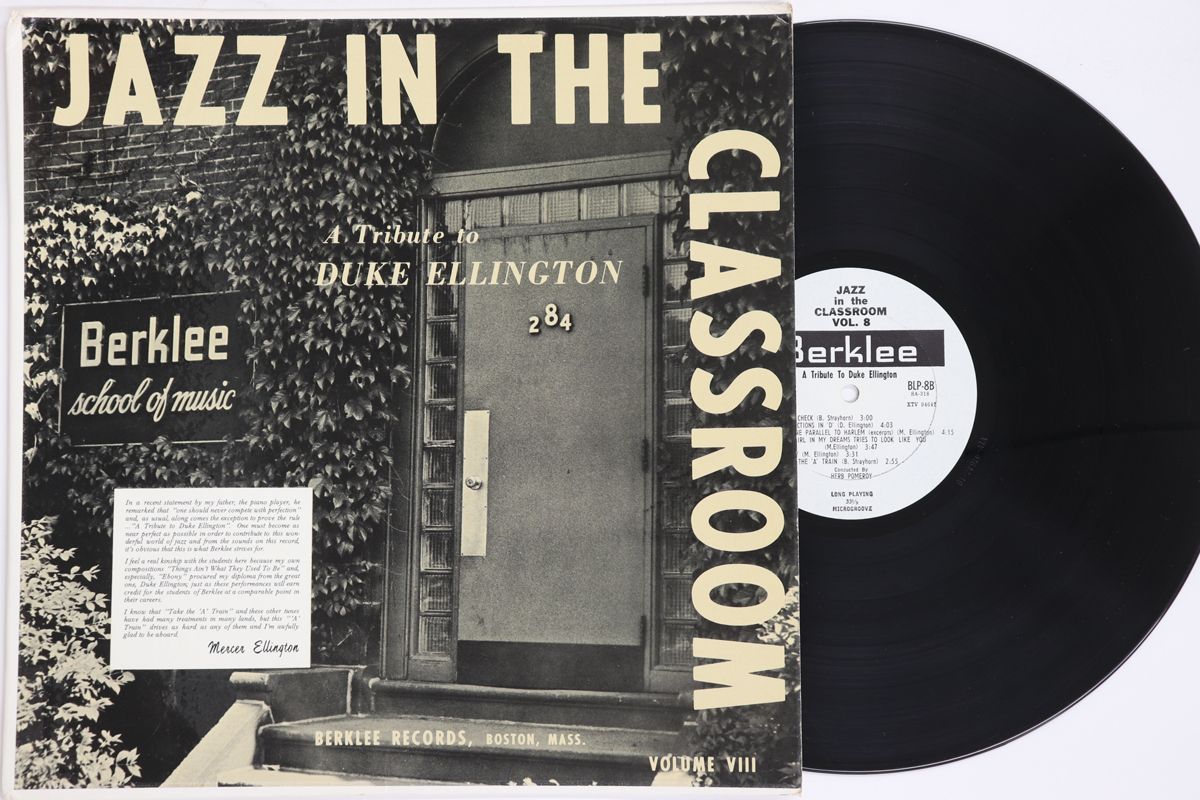 JAZZ IN THE
CLASSROOM
A Tribute to
DUKE ELLINGTON
284
Berklee
school of music
In a recent statement by my father, the piano player, he
remarked that "one should never compete with perfection"
and, as usual, along comes the exception to prove the rule
..."A Tribute to Duke Ellington". One must become as
near perfect as possible in order to contribute to this won-
derful world of jazz and from the sounds on this record,
it's obvious that this is what Berklee strives for.
I feel a real kinship with the students here because my own
compositions "Things Ain't What They Used To Be" and,
especially, "Ebony" procured my diploma from the great
one, Duke Ellington; just as these performances will earn
credit for the students of Berklee at a comparable point in
their careers.
I know that "Take the 'A' Train" and these other tunes
have had many treatments in many lands, but this "'A'
Train" drives as hard as any of them and I'm awfully
glad to be aboard.
Mercer Ellington
BERKLEE RECORDS, BOSTON, MASS.
VOLUME VIII
JAZZ
in the
CLASSROOM
VOL. 8
Berklee
A Tribute To Duke Ellington
BLP-8B
XTV
CHECK (B. Strayhorn) 3:00
CTIONS IN 'D' (D. Ellington) 4:03
PARALLEL TO HARLEM (excerpts) (M. Ellington) 4:15
IRL IN MY DREAMS TRIES TO LOOK LIKE YOU
(M.Ellington) 3:47
(M. Ellington) 3:31
THE 'A' TRAIN (B. Strayhorn) 2:55
Conducted By
HERB POMEROY
LONG PLAYING
33⅓
MICROGROOVE